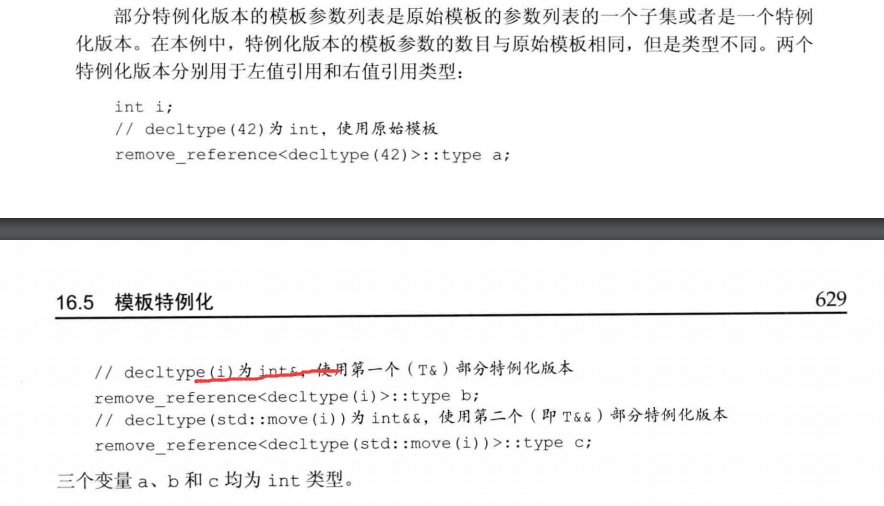 部分特例化版本的模板参数列表是原始模板的参数列表的一个子集或者是一个特例
化版本。在本例中，特例化版本的模板参数的数目与原始模板相同，但是类型不同。两个
特例化版本分别用于左值引用和右值引用类型：
int i;
// decltype(42)为 int，使用原始模板
remove_reference<decltype(42)>::type a;
16.5 模板特例化 629
// decltype(i)为 int&，使用第一个（T&）部分特例化版本
remove_reference<decltype(i)>::type b;
// decltype(std::move(i))为 int&&，使用第二个（即 T&&）部分特例化版本
remove_reference<decltype(std::move(i))>::type c;
三个变量 a、b 和 c 均为 int 类型。